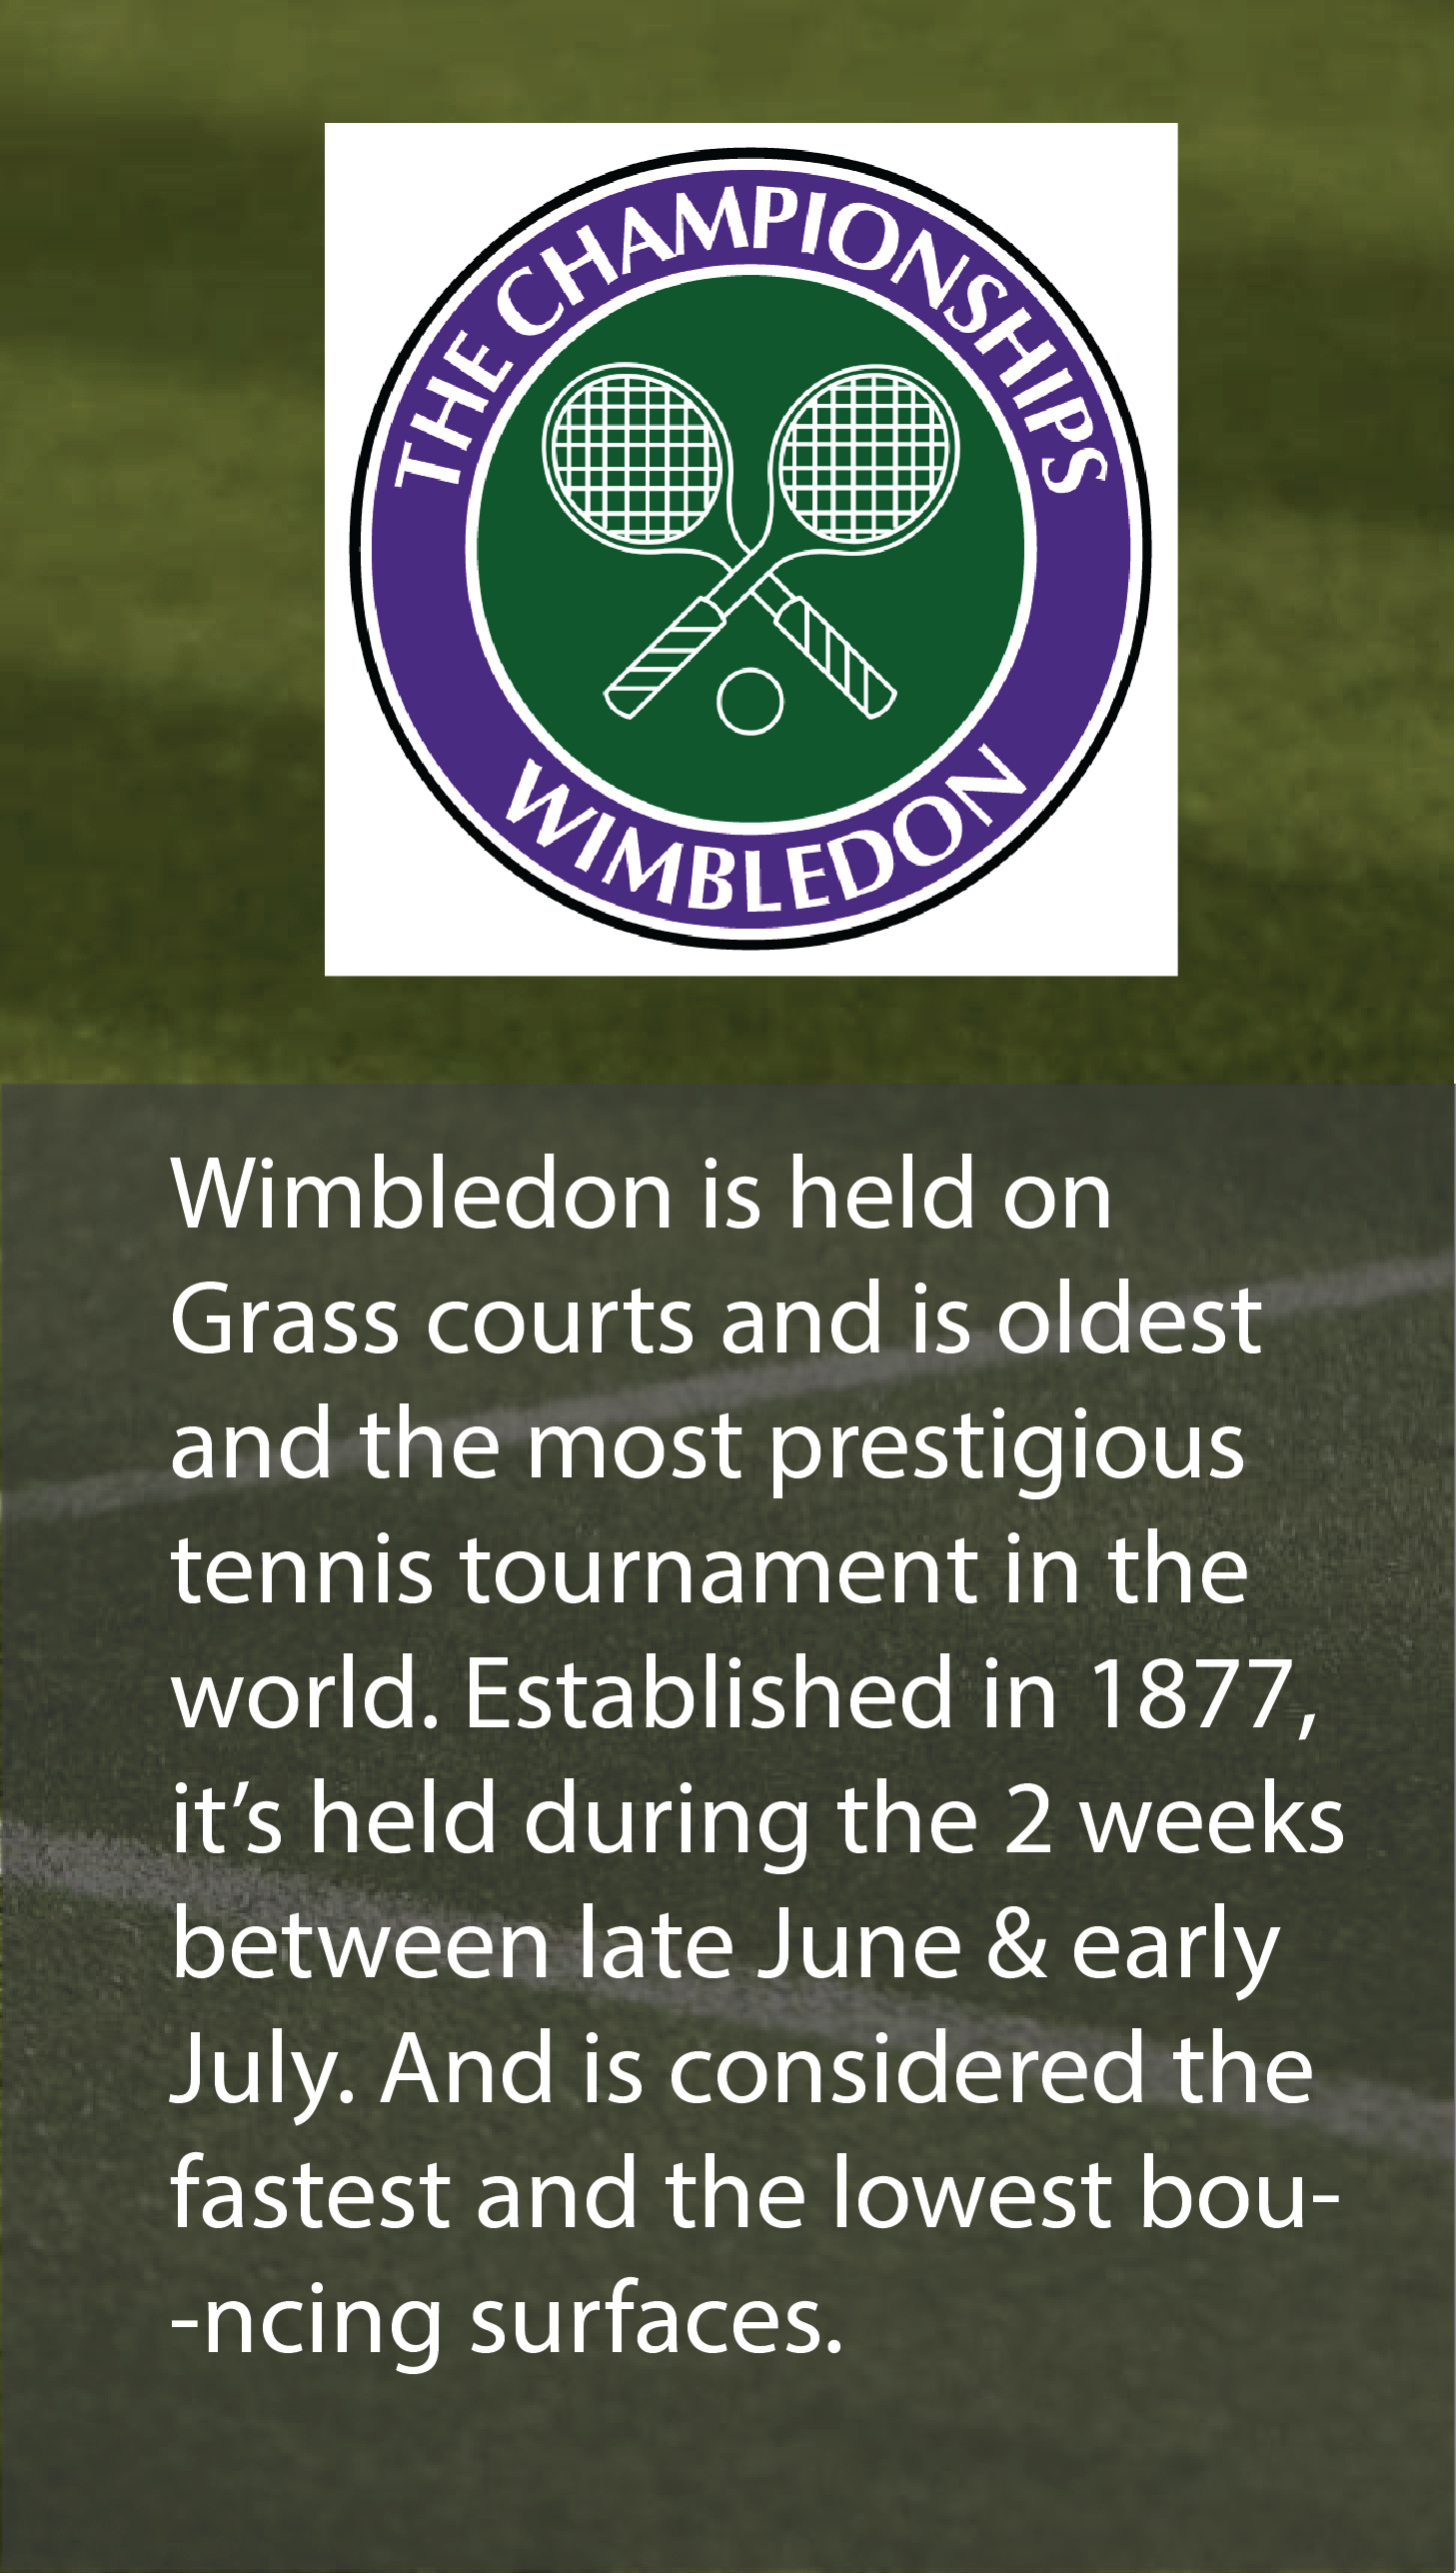 THE CHAMPIONSHIPS
WIMBLEDON
Wimbledon is held on
Grass courts and is oldest
and the most prestigious
tennis tournament in the
world. Established in 1877,
it’s held during the 2 weeks
between late June & early
July. And is considered the
fastest and the lowest bou-
-ncing surfaces.